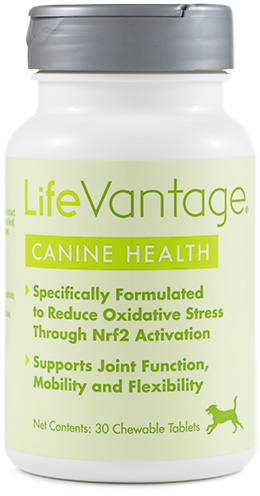 LifeVantage®
CANINE HEALTH
Specifically Formulated
to Reduce Oxidative Stress
Through Nrf2 Activation
Supports Joint Function,
Mobility and Flexibility
Net Contents: 30 Chewable Tablets